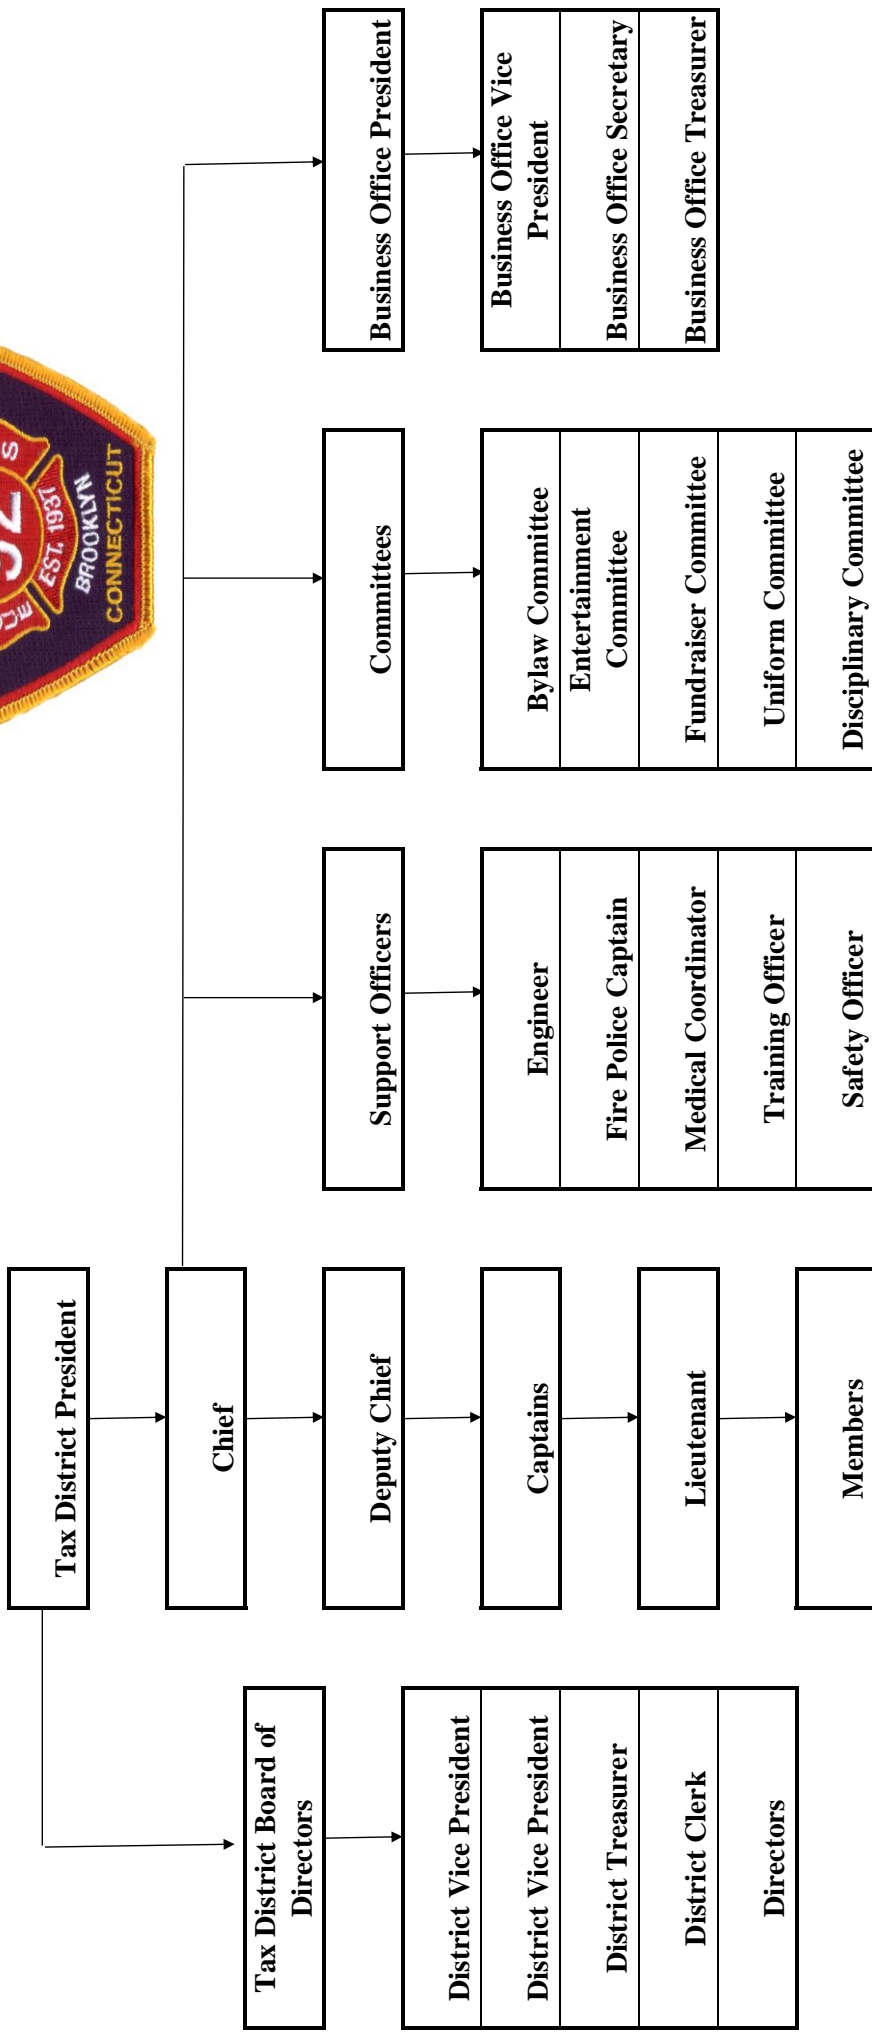 S
CUE
52
EST. 1937
BROOKLYN
CONNECTICUT
Tax District President
Chief
Tax District Board of
Directors
Deputy Chief
Support Officers
Committees
Business Office President
District Vice President
District Vice President
District Treasurer
District Clerk
Directors
Captains
Lieutenant
Members
Engineer
Fire Police Captain
Medical Coordinator
Training Officer
Safety Officer
Bylaw Committee
Entertainment
Committee
Fundraiser Committee
Uniform Committee
Disciplinary Committee
Business Office Vice
President
Business Office Secretary
Business Office Treasurer